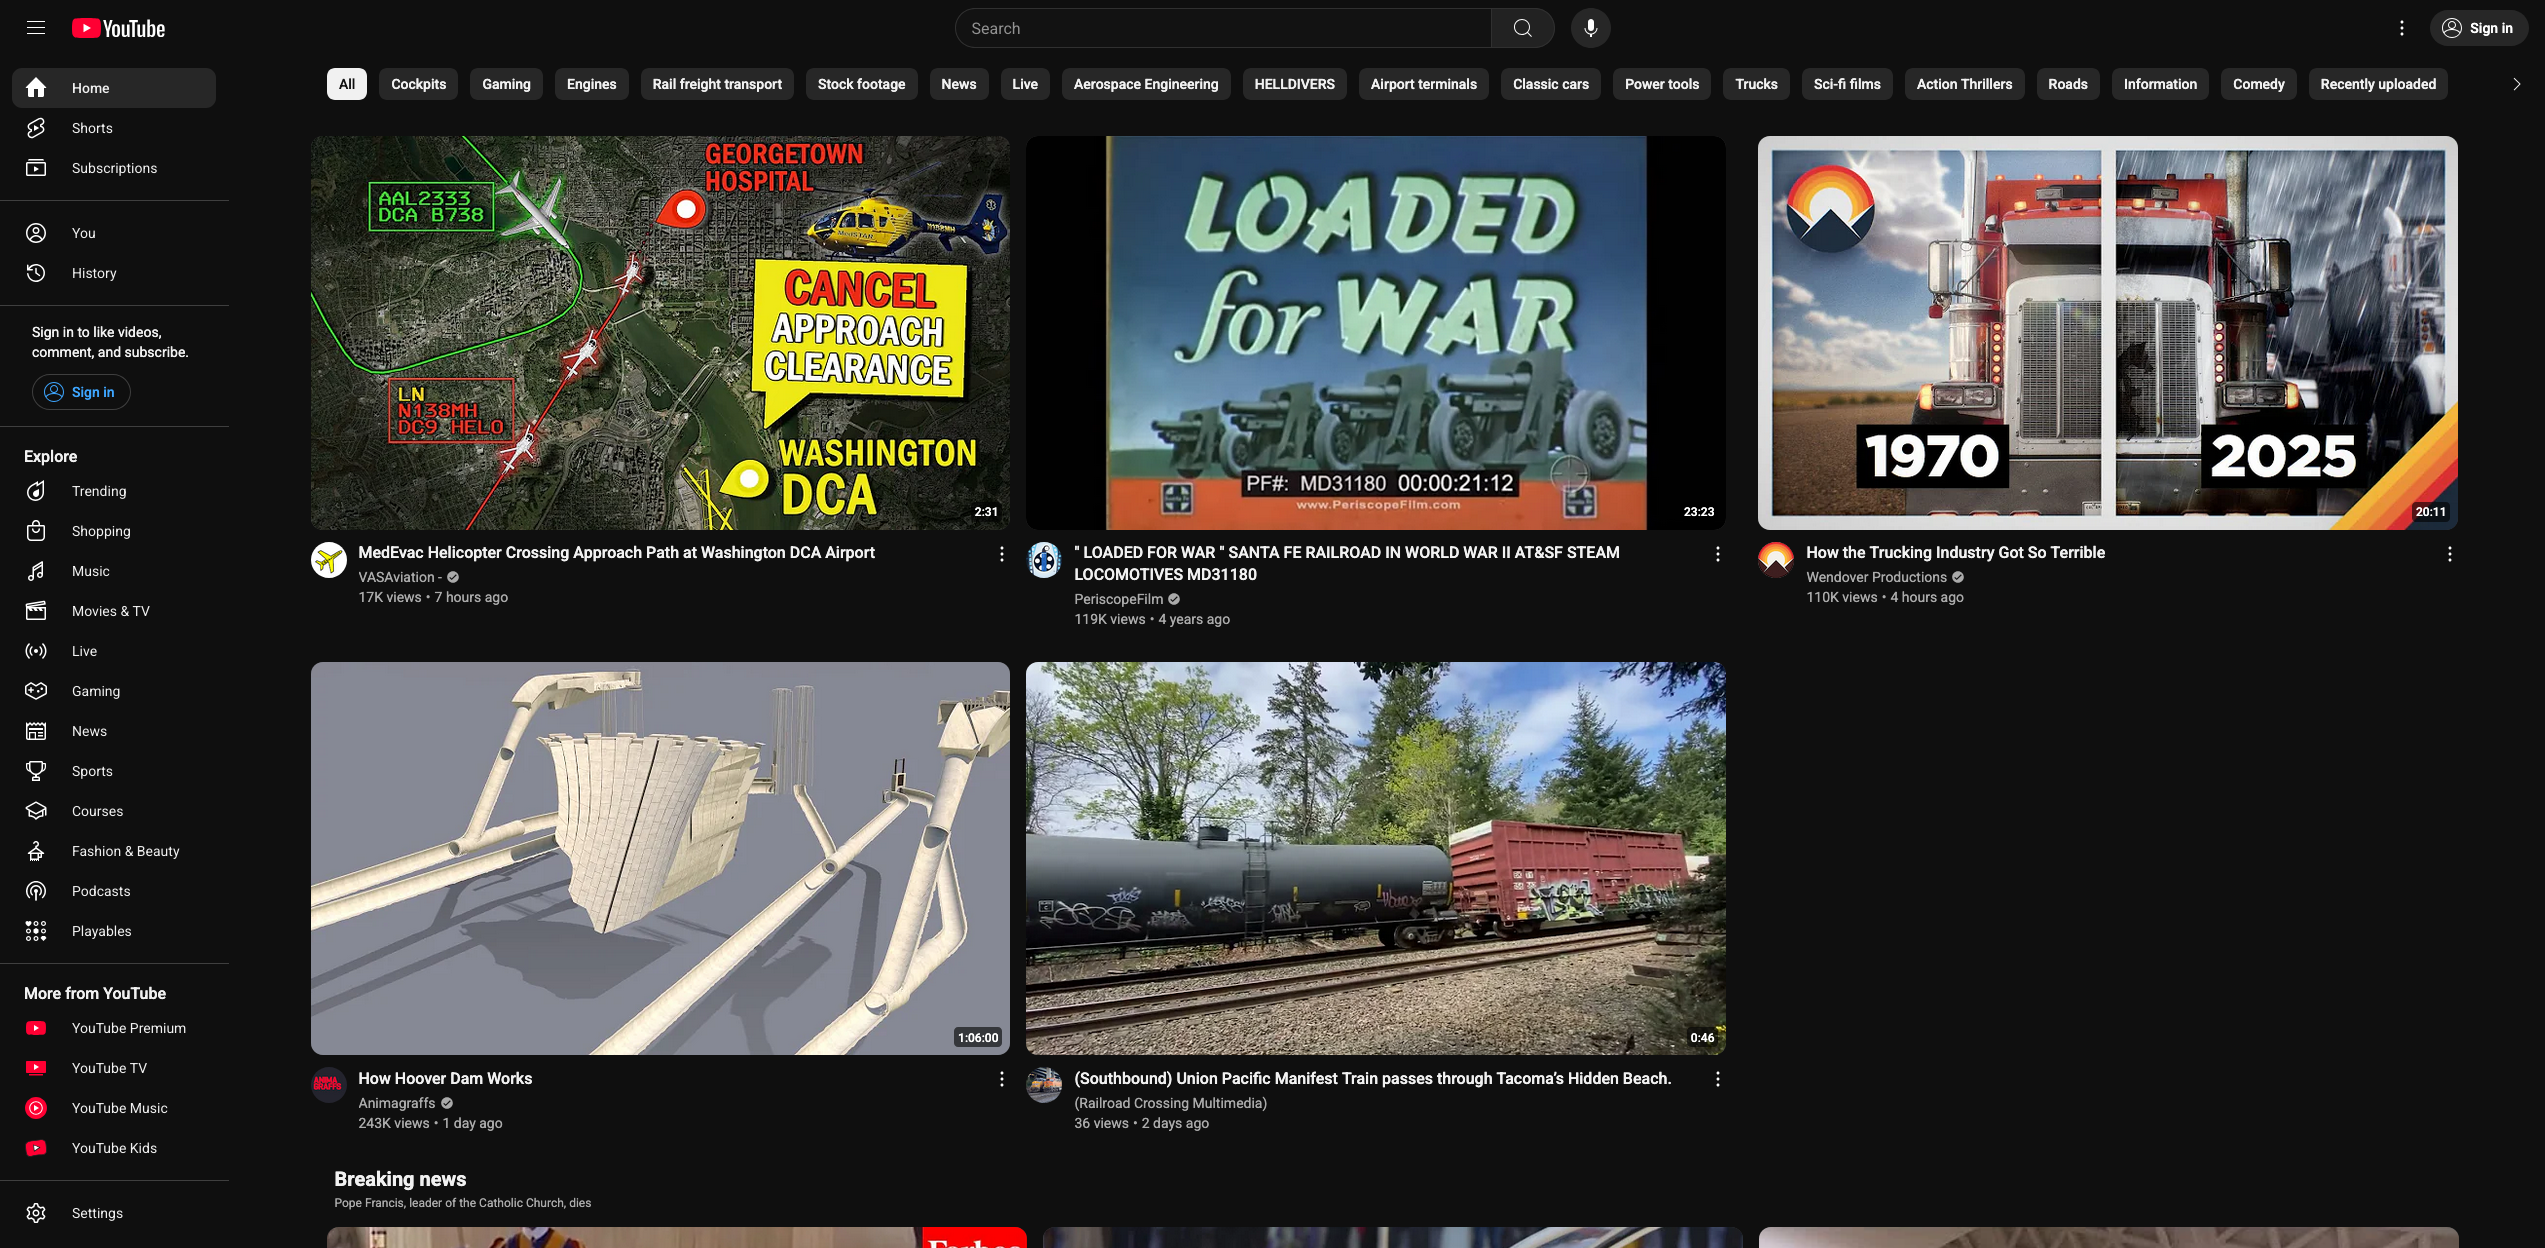 YouTube
Search
Sign in
Home
Shorts
Subscriptions
You
History
Sign in to like videos,
comment, and subscribe.
Sign in
Explore
Trending
Shopping
Music
Movies & TV
Live
Gaming
News
Sports
Courses
Fashion & Beauty
Podcasts
Playables
More from YouTube
YouTube Premium
YouTube TV
YouTube Music
YouTube Kids
Settings
All
Cockpits
Gaming
Engines
Rail freight transport
Stock footage
News
Live
Aerospace Engineering
HELLDIVERS
Airport terminals
Classic cars
Power tools
Trucks
Sci-fi films
Action Thrillers
Roads
Information
Comedy
Recently uploaded
GEORGETOWN
HOSPITAL
AAL2333
DCA B738
MedSTAR
N158MH
CANCEL
APPROACH
CLEARANCE
LN
N138MH
DC9 HELO
WASHINGTON
DCA
2:31
MedEvac Helicopter Crossing Approach Path at Washington DCA Airport
VASAviation -
17K views • 7 hours ago
LOADED
for WAR
PF#: MD31180 00:00:21:12
www.PeriscopeFilm.com
23:23
" LOADED FOR WAR " SANTA FE RAILROAD IN WORLD WAR II AT&SF STEAM
LOCOMOTIVES MD31180
PeriscopeFilm
119K views • 4 years ago
1970
2025
20:11
How the Trucking Industry Got So Terrible
Wendover Productions
110K views • 4 hours ago
1:06:00
ANIMA
GRAFFS
How Hoover Dam Works
Animagraffs
243K views • 1 day ago
0:46
(Southbound) Union Pacific Manifest Train passes through Tacoma's Hidden Beach.
(Railroad Crossing Multimedia)
36 views • 2 days ago
Breaking news
Pope Francis, leader of the Catholic Church, dies
Forbes